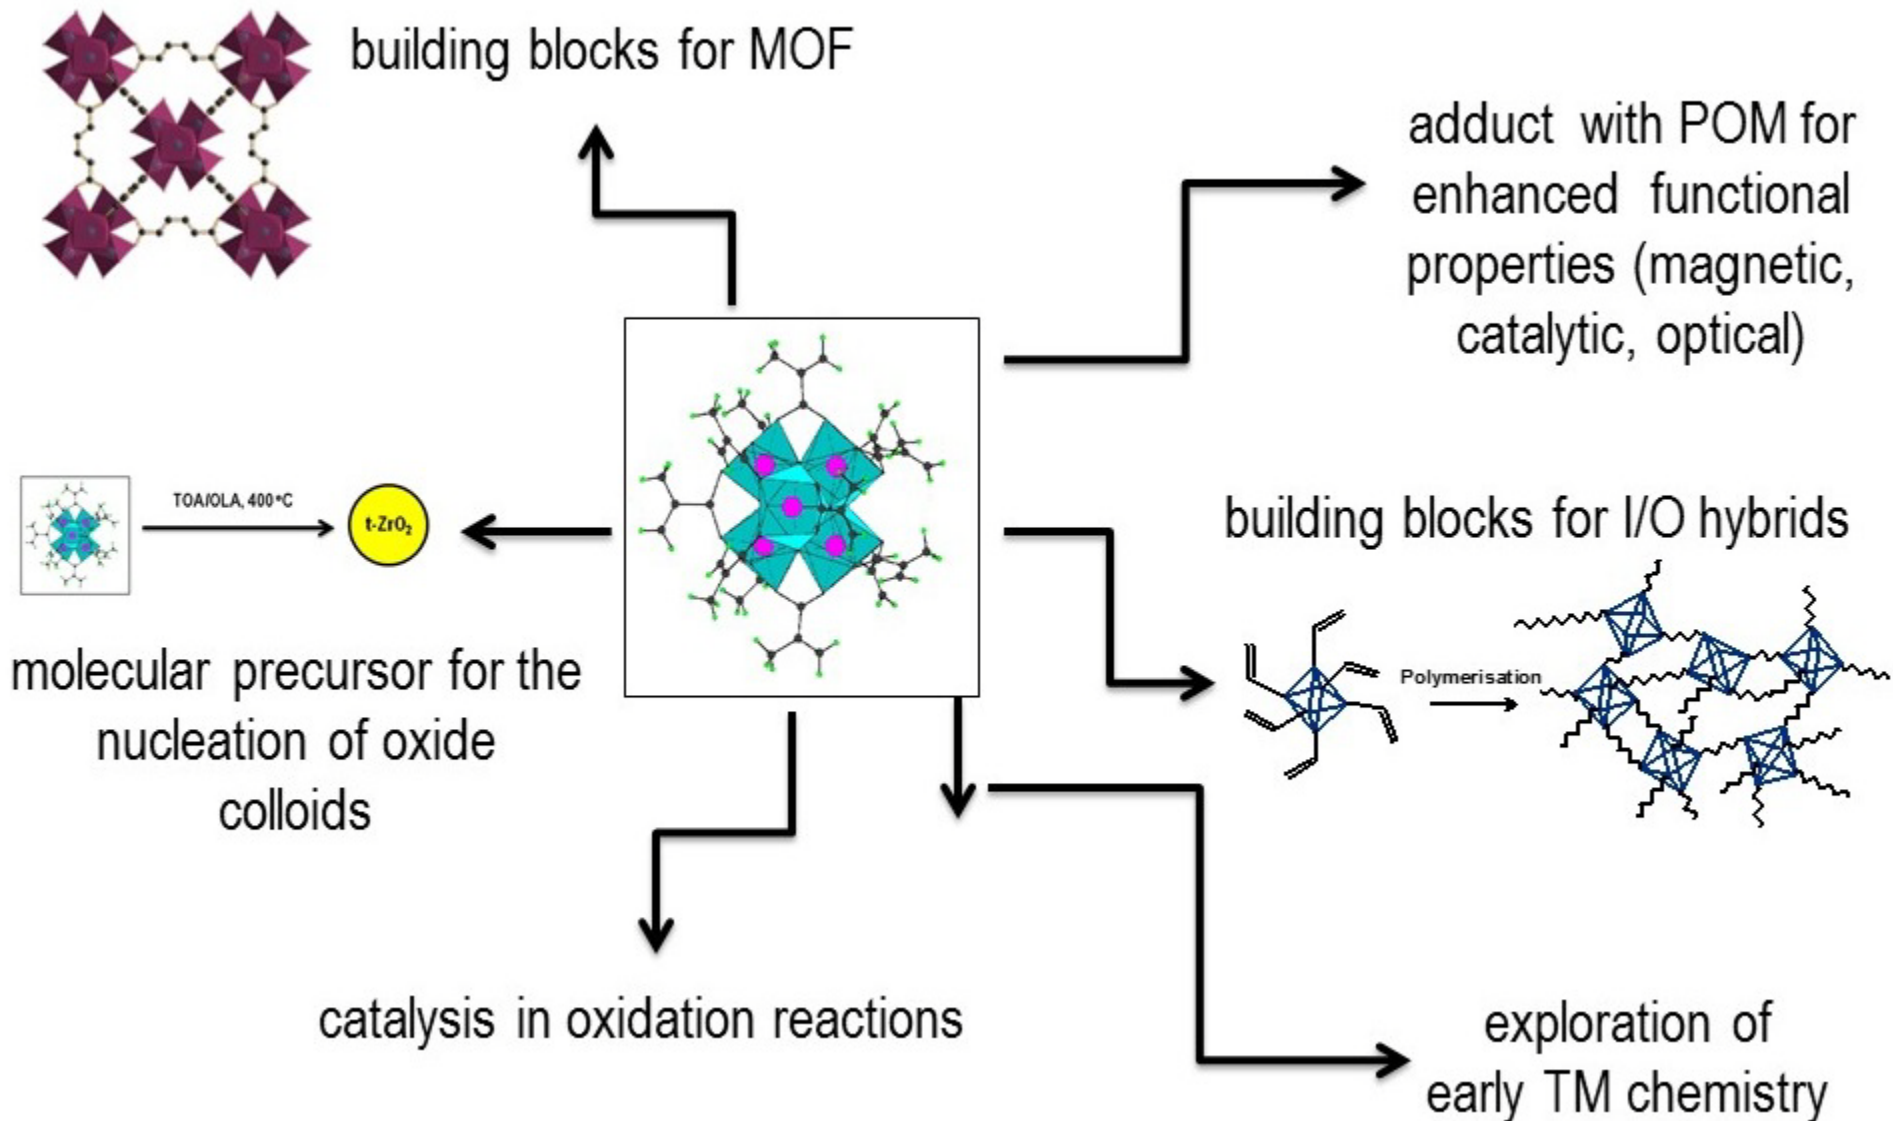 building blocks for MOF
adduct with POM for
enhanced functional
properties (magnetic,
catalytic, optical)
TOA/OLA, 400 °C
t-ZrO₂
building blocks for I/O hybrids
Polymerisation
molecular precursor for the
nucleation of oxide
colloids
catalysis in oxidation reactions
exploration of
early TM chemistry